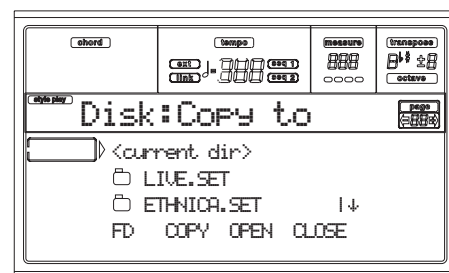 chord tempo measure transpose
ext seq 1
link seq 2
octave
style play Disk:Copy to page
<current dir>
LIVE.SET
ETHNICA.SET
FD COPY OPEN CLOSE